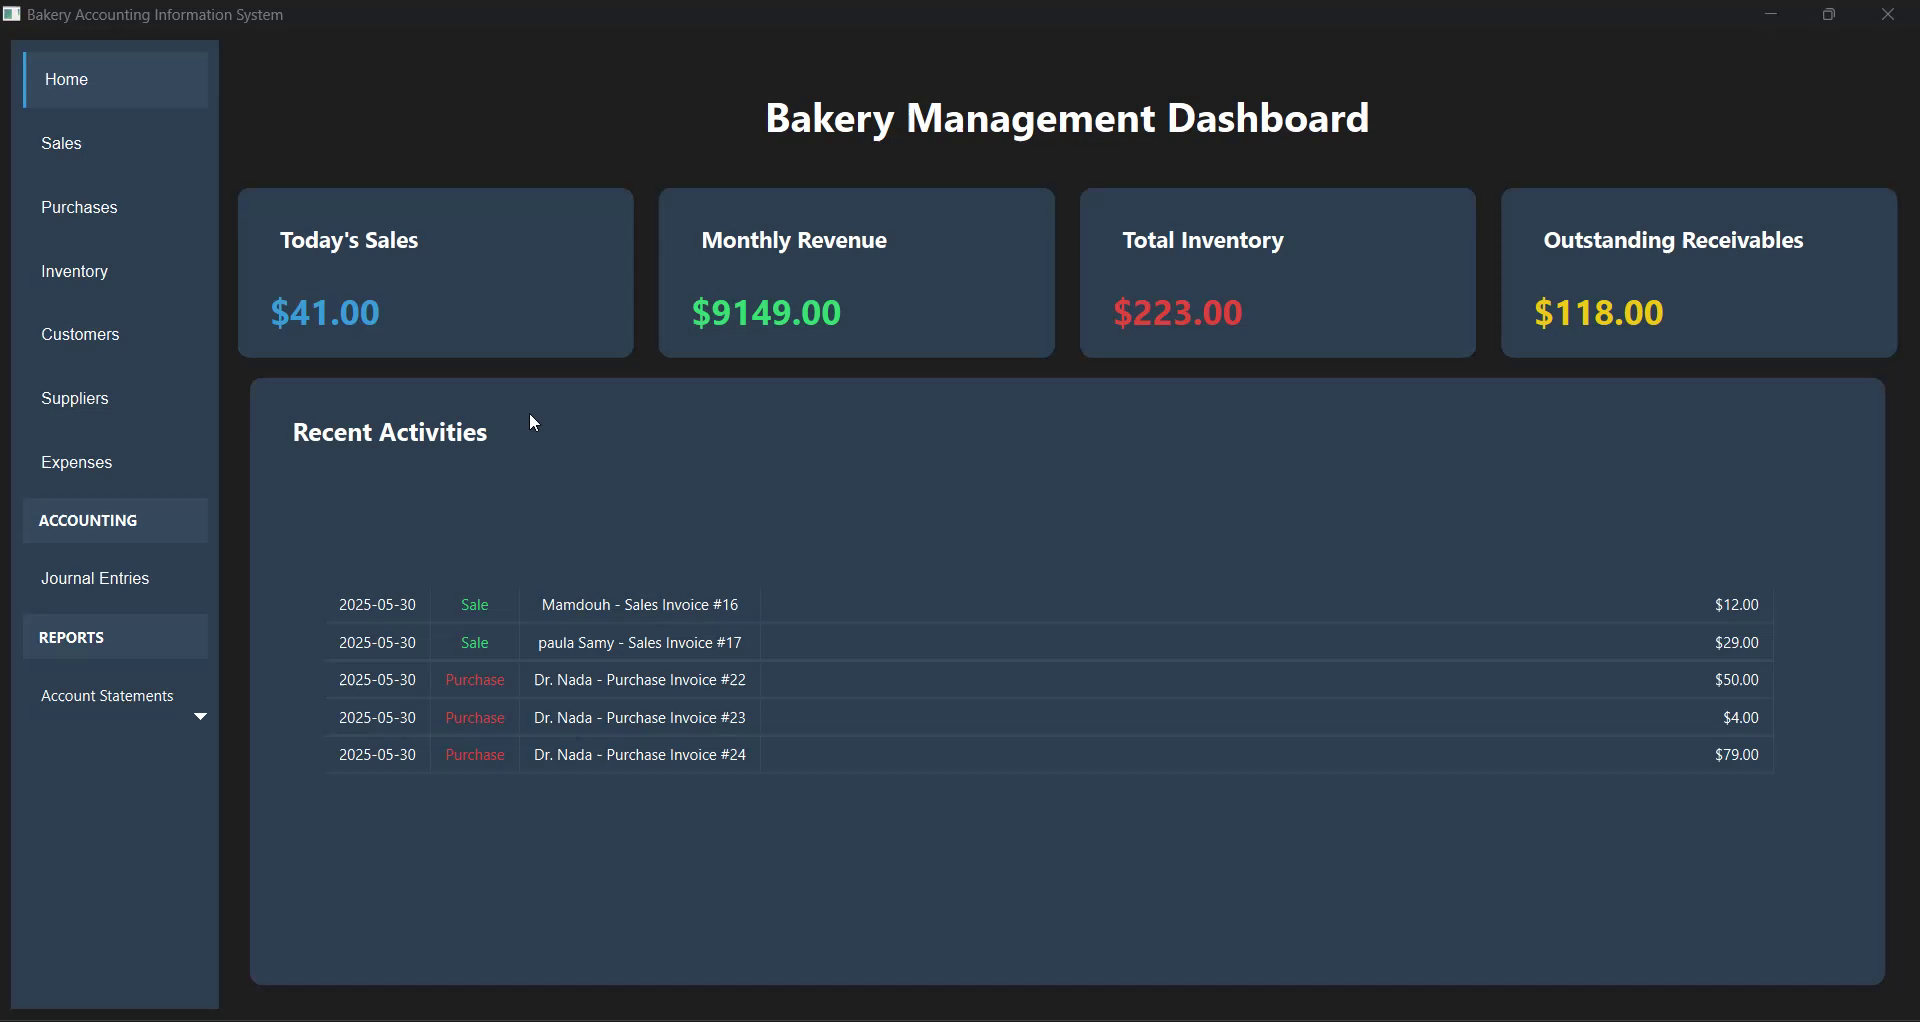 Bakery Accounting Information System
Home
Sales
Purchases
Inventory
Customers
Suppliers
Expenses
ACCOUNTING
Journal Entries
REPORTS
Account Statements
Bakery Management Dashboard
Today's Sales
$41.00
Monthly Revenue
$9149.00
Total Inventory
$223.00
Outstanding Receivables
$118.00
Recent Activities
2025-05-30 Sale Mamdouh - Sales Invoice #16 $12.00
2025-05-30 Sale paula Samy - Sales Invoice #17 $29.00
2025-05-30 Purchase Dr. Nada - Purchase Invoice #22 $50.00
2025-05-30 Purchase Dr. Nada - Purchase Invoice #23 $4.00
2025-05-30 Purchase Dr. Nada - Purchase Invoice #24 $79.00